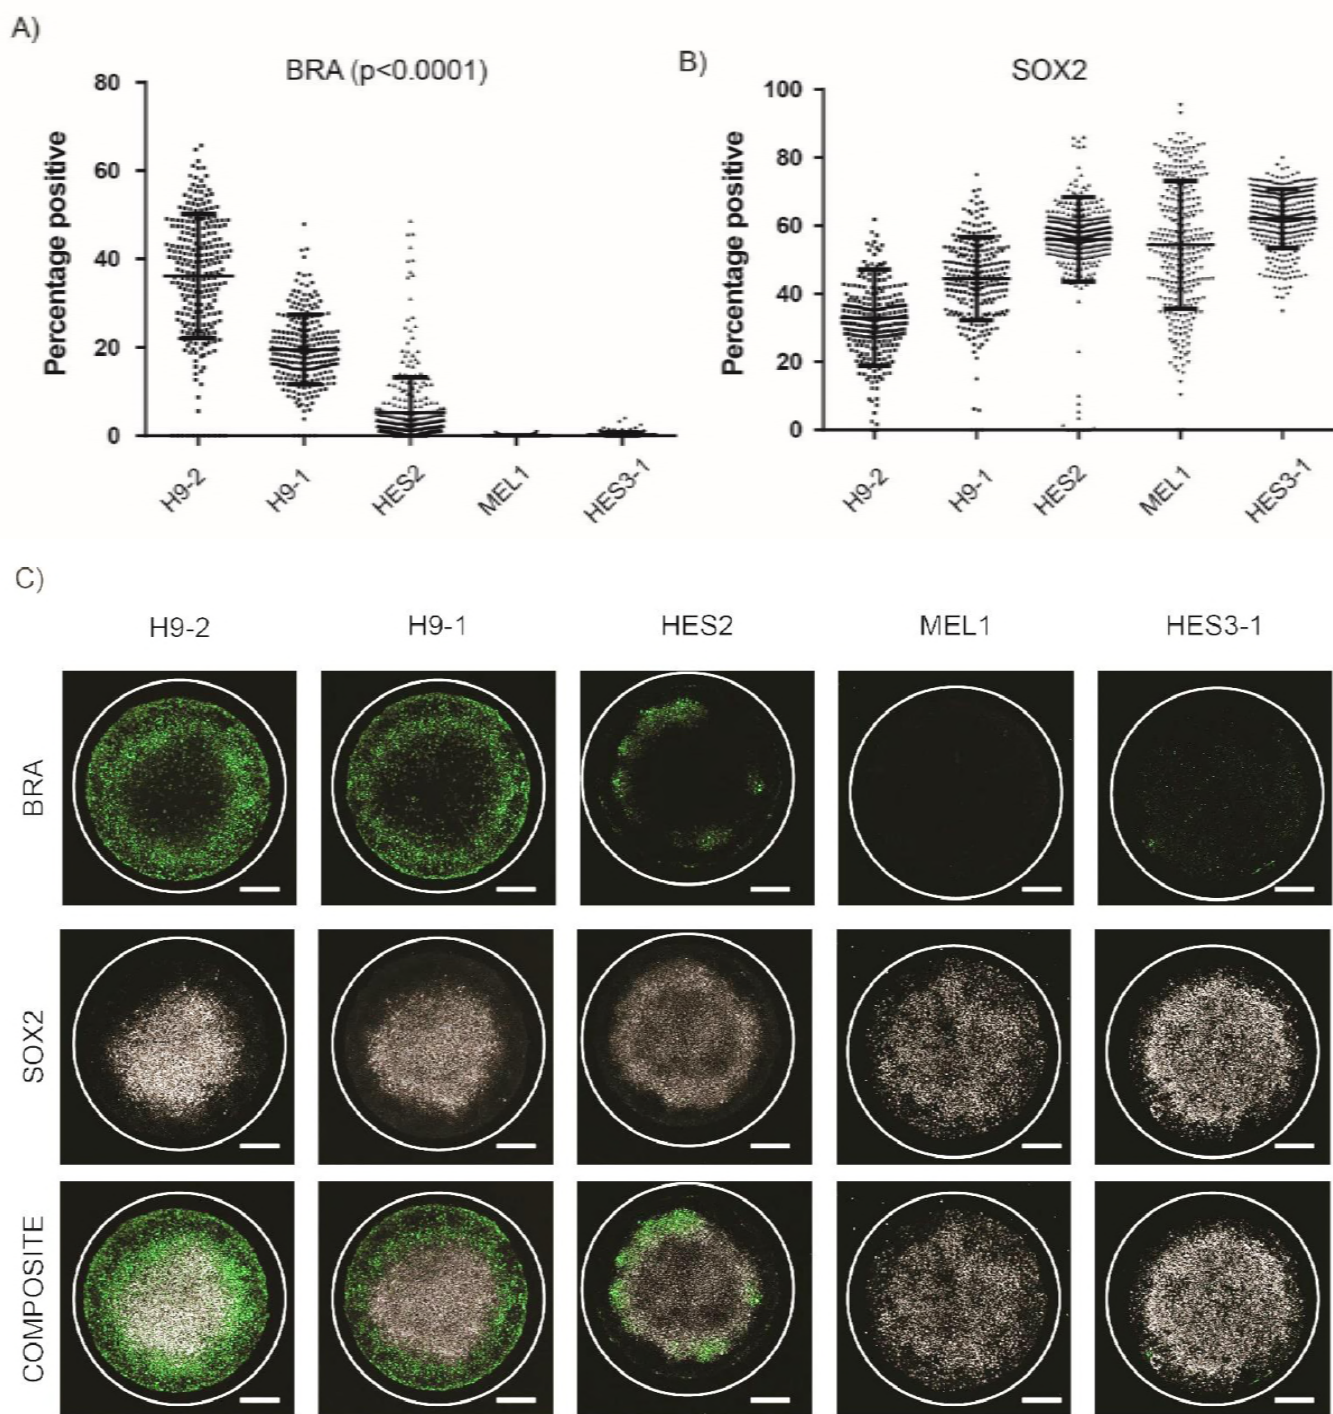 A)
BRA (p<0.0001)
Percentage positive
80
60
40
20
0
H9-2
H9-1
HES2
MEL1
HES3-1
B)
SOX2
Percentage positive
100
80
60
40
20
0
H9-2
H9-1
HES2
MEL1
HES3-1
C)
H9-2 H9-1 HES2 MEL1 HES3-1
BRA
SOX2
COMPOSITE